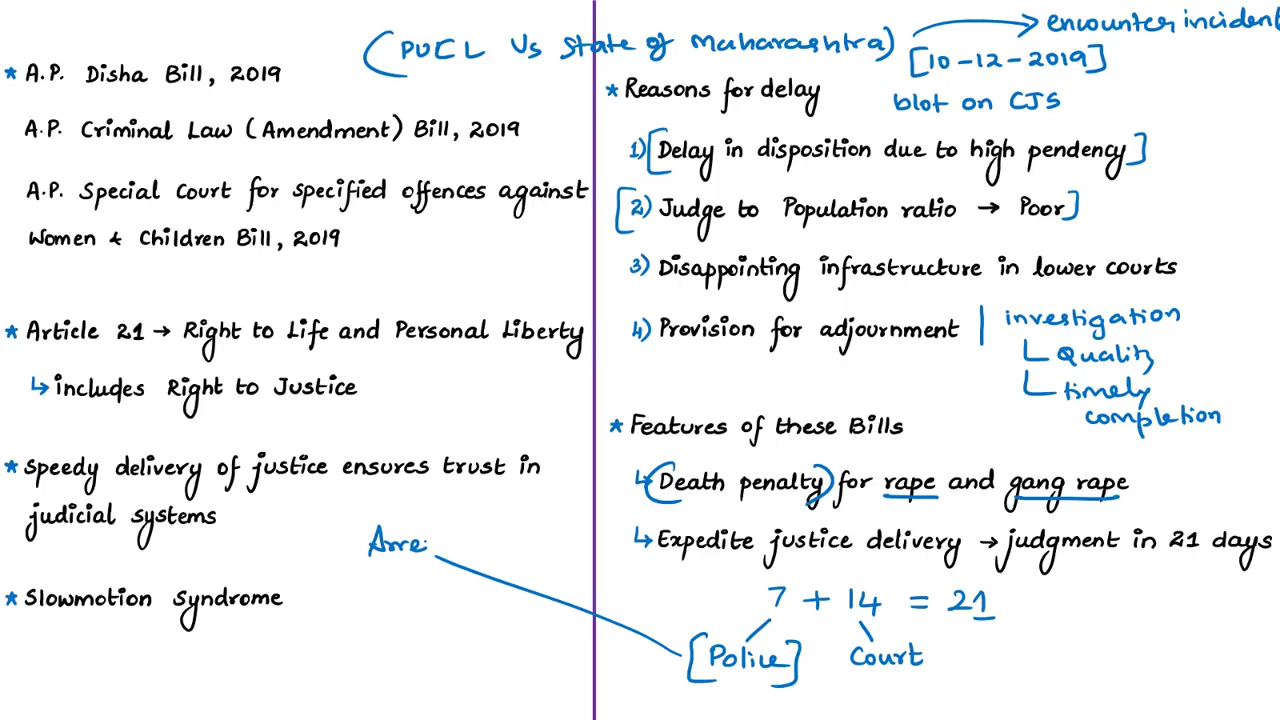 (PUCL Vs State of Maharashtra)
* A.P. Disha Bill, 2019
A.P. Criminal Law (Amendment) Bill, 2019
A.P. Special Court for specified offences against
Women & Children Bill, 2019
* Article 21 → Right to Life and Personal Liberty
↳ includes Right to Justice
* Speedy delivery of justice ensures trust in
judicial systems
* Slowmotion Syndrome
Arre
encounter incident
[10-12-2019]
blot on CJS
* Reasons for delay
1) [Delay in disposition due to high pendency]
[2) Judge to Population ratio → Poor]
3) Disappointing infrastructure in lower courts
4) Provision for adjournment
investigation
Quality
timely
completion
* Features of these Bills
↳ (Death penalty) for rape and gang rape
↳ Expedite justice delivery → judgment in 21 days
7 + 14 = 21
[Police] Court